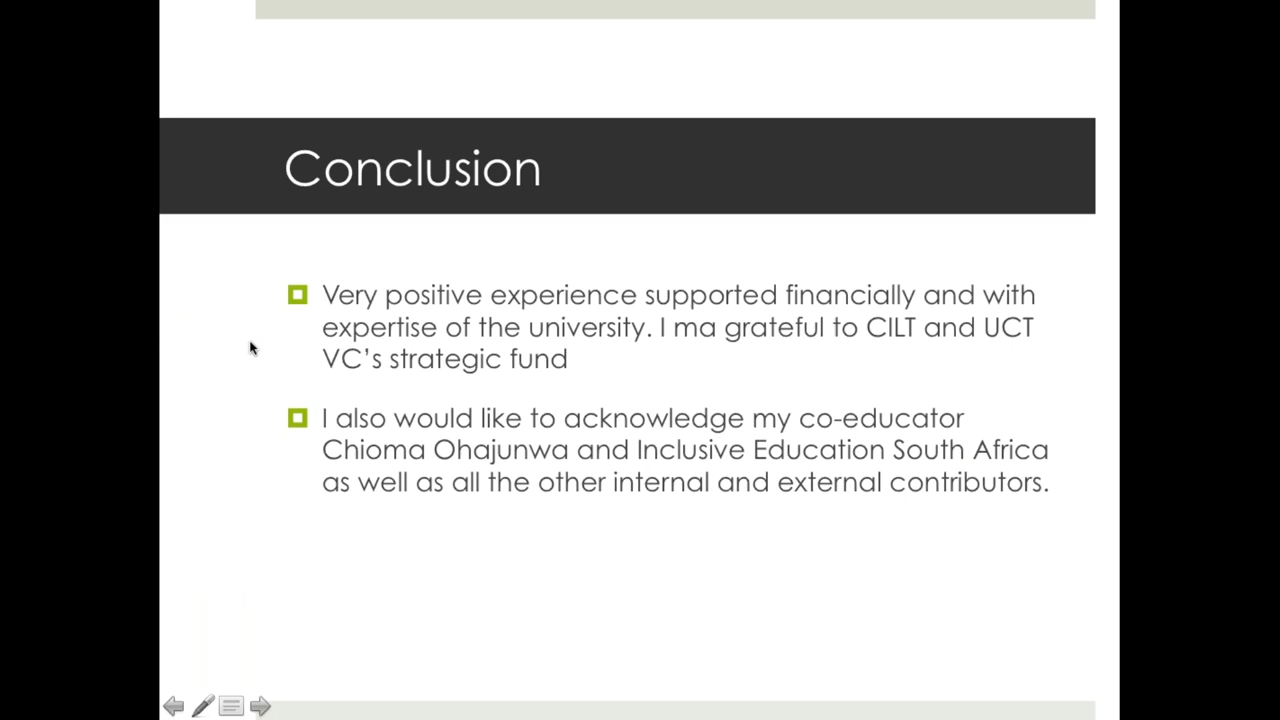 Conclusion
Very positive experience supported financially and with
expertise of the university. I ma grateful to CILT and UCT
VC’s strategic fund
I also would like to acknowledge my co-educator
Chioma Ohajunwa and Inclusive Education South Africa
as well as all the other internal and external contributors.